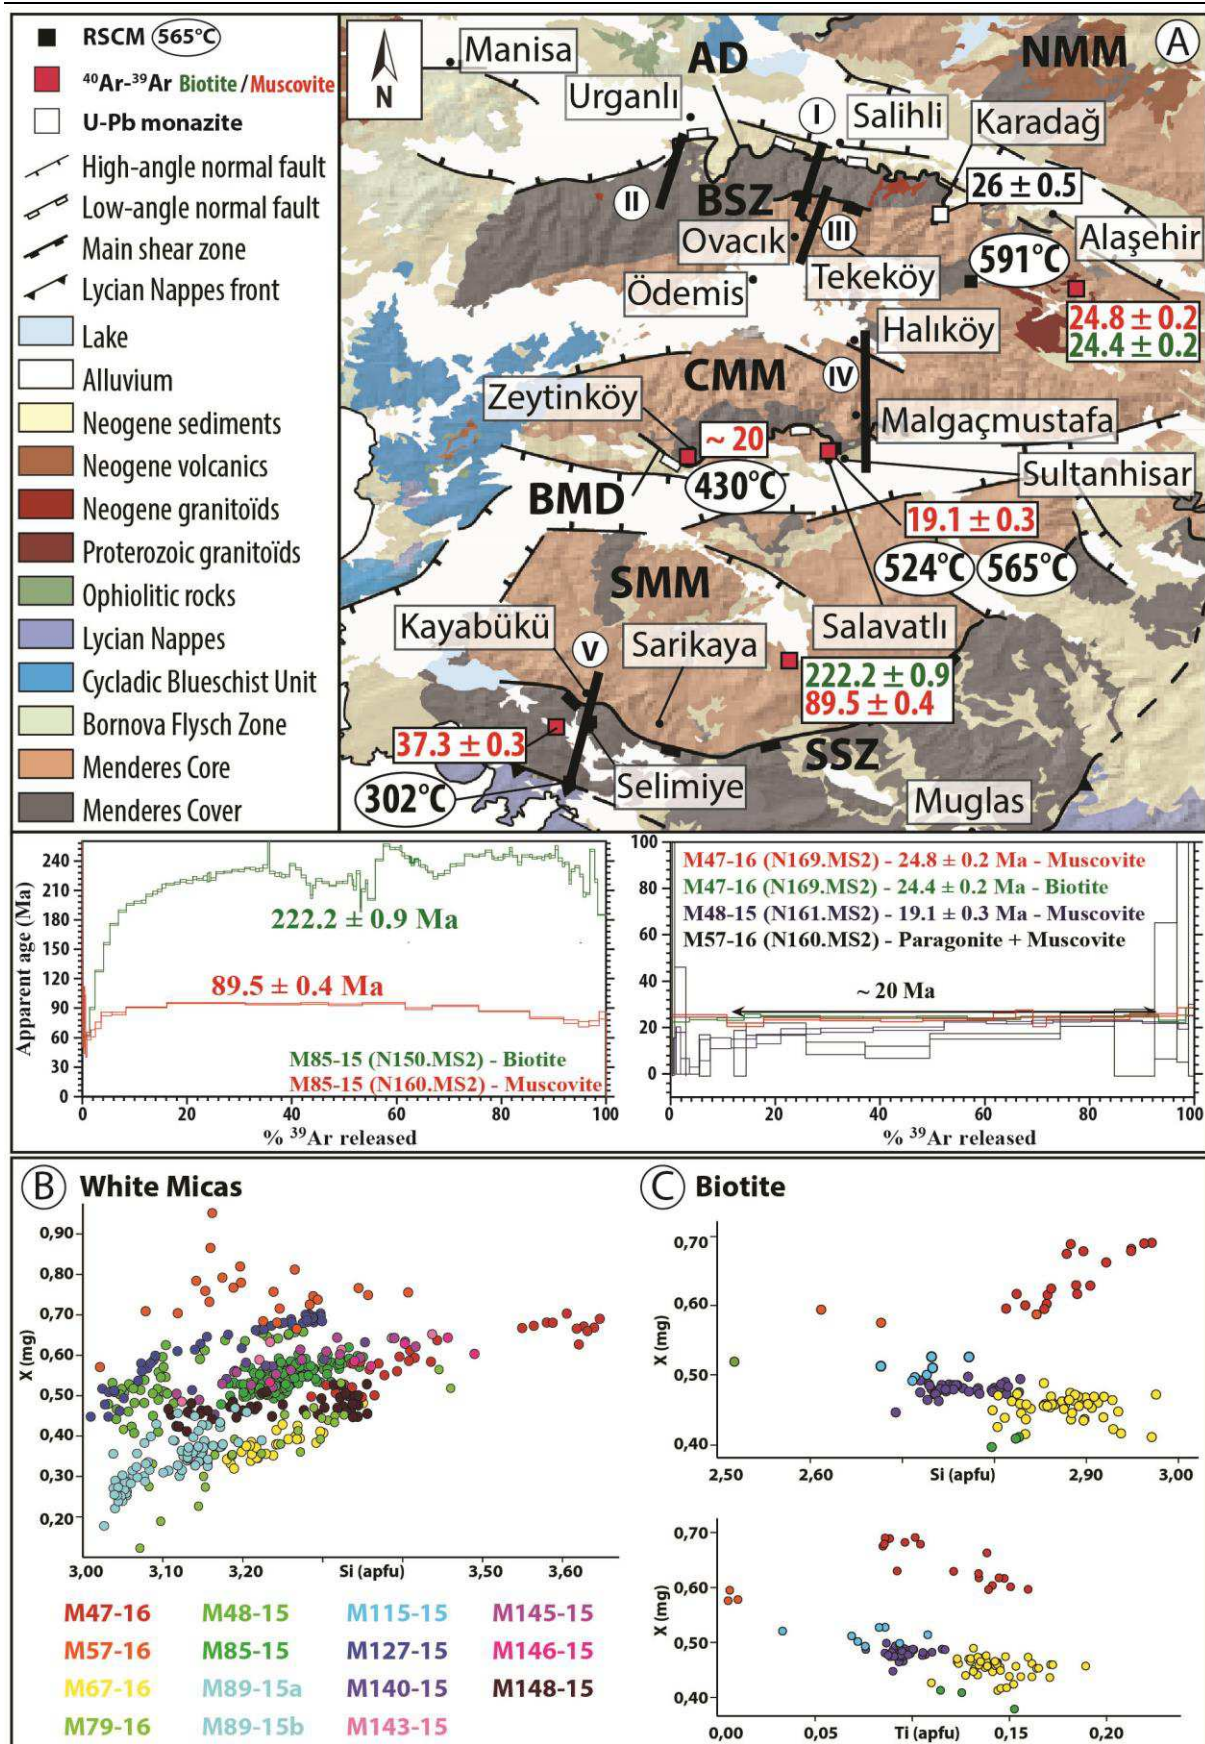 RSCM 565°C
⁴⁰Ar-³⁹Ar Biotite / Muscovite
U-Pb monazite
High-angle normal fault
Low-angle normal fault
Main shear zone
Lycian Nappes front
Lake
Alluvium
Neogene sediments
Neogene volcanics
Neogene granitoïds
Proterozoic granitoïds
Ophiolitic rocks
Lycian Nappes
Cycladic Blueschist Unit
Bornova Flysch Zone
Menderes Core
Menderes Cover
A
N
Manisa
AD
NMM
Urganlı
I
Salihli
Karadağ
26 ± 0.5
II
BSZ
Ovacık
III
Alaşehir
591°C
Ödemis
Tekeköy
24.8 ± 0.2
24.4 ± 0.2
Halıköy
CMM
IV
Zeytinköy
~ 20
Malgaçmustafa
430°C
Sultanhisar
BMD
19.1 ± 0.3
524°C
565°C
SMM
Kayabükü
V
Sarikaya
Salavatlı
222.2 ± 0.9
89.5 ± 0.4
37.3 ± 0.3
SSZ
302°C
Selimiye
Muglas
Apparent age (Ma)
240
210
180
150
120
90
60
30
0
222.2 ± 0.9 Ma
89.5 ± 0.4 Ma
M85-15 (N150.MS2) - Biotite
M85-15 (N160.MS2) - Muscovite
0 20 40 60 80 100
% ³⁹Ar released
100
80
60
40
20
0
M47-16 (N169.MS2) - 24.8 ± 0.2 Ma - Muscovite
M47-16 (N169.MS2) - 24.4 ± 0.2 Ma - Biotite
M48-15 (N161.MS2) - 19.1 ± 0.3 Ma - Muscovite
M57-16 (N160.MS2) - Paragonite + Muscovite
~ 20 Ma
0 20 40 60 80 100
% ³⁹Ar released
B White Micas
X (mg)
0,90
0,80
0,70
0,60
0,50
0,40
0,30
0,20
3,00 3,10 3,20 Si (apfu) 3,50 3,60
M47-16 M48-15 M115-15 M145-15
M57-16 M85-15 M127-15 M146-15
M67-16 M89-15a M140-15 M148-15
M79-16 M89-15b M143-15
C Biotite
X (mg)
0,70
0,60
0,50
0,40
2,50 2,60 Si (apfu) 2,90 3,00
X (mg)
0,70
0,60
0,50
0,40
0,00 0,05 Ti (apfu) 0,15 0,20